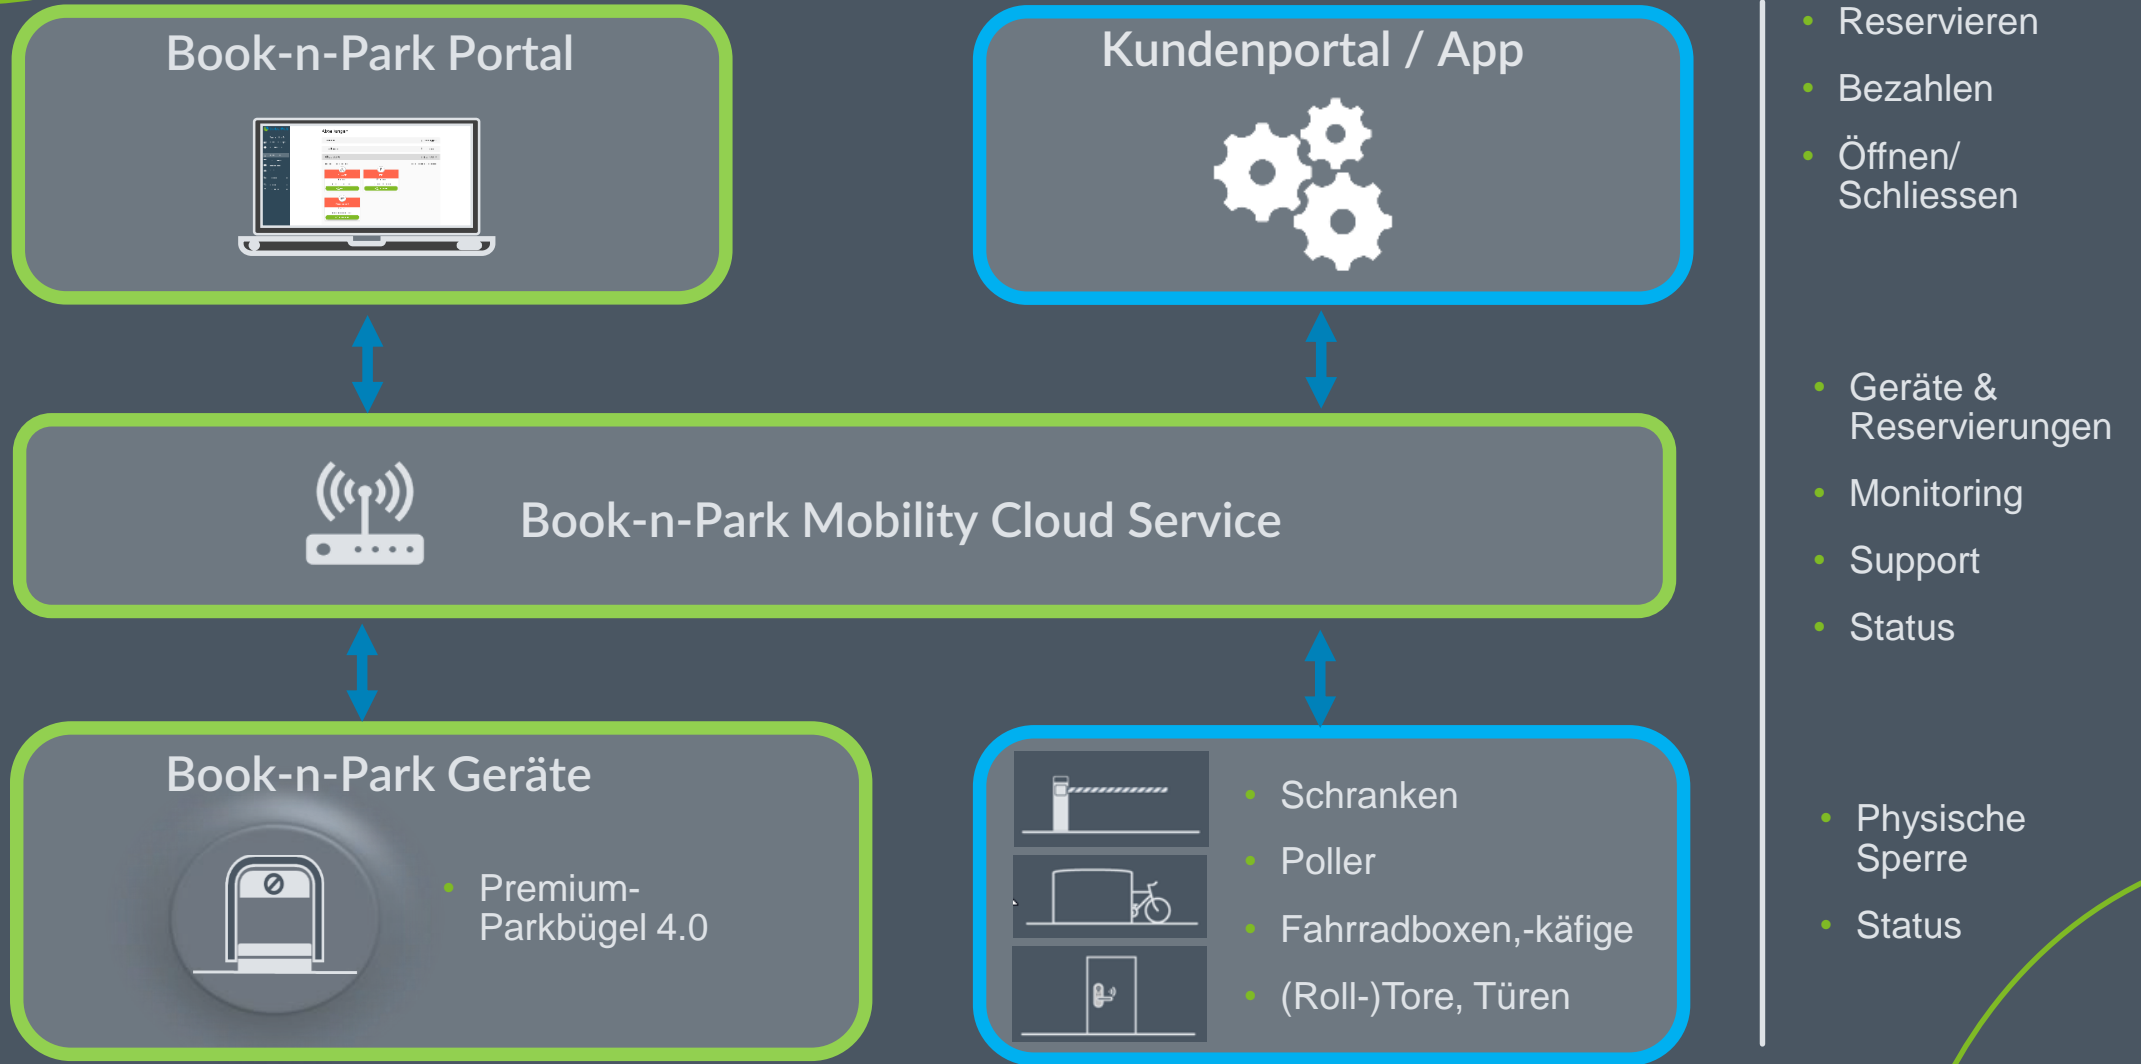 Book-n-Park Portal
Kundenportal / App
Reservieren
Bezahlen
Öffnen/
Schliessen
Book-n-Park Mobility Cloud Service
Geräte &
Reservierungen
Monitoring
Support
Status
Book-n-Park Geräte
Premium-
Parkbügel 4.0
Schranken
Poller
Fahrradboxen,-käfige
(Roll-)Tore, Türen
Physische
Sperre
Status